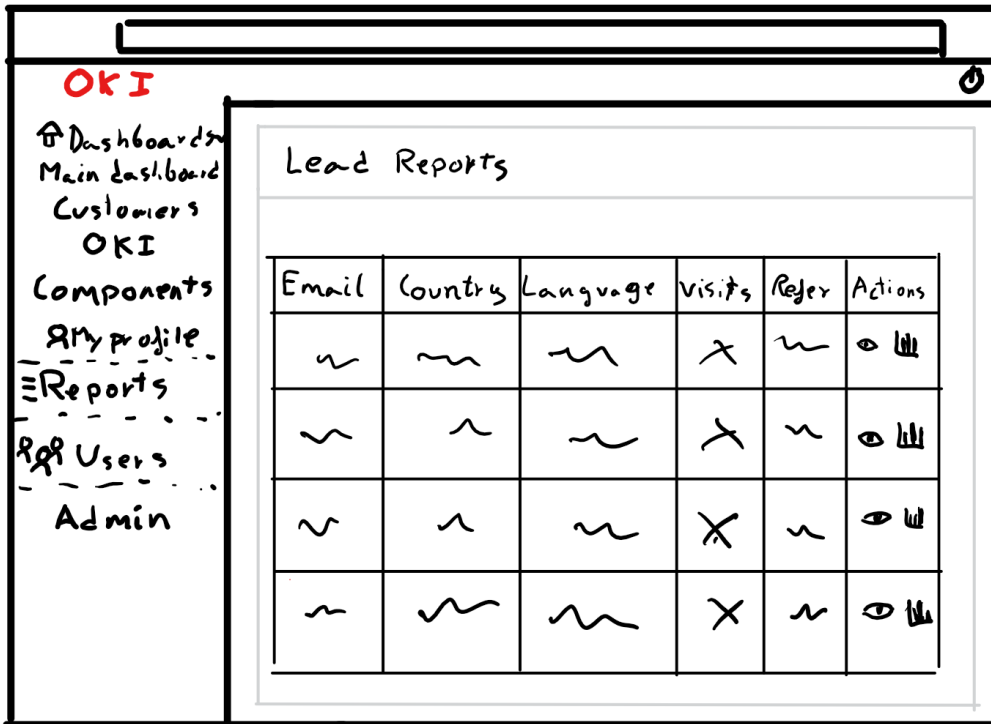 OKI
Dashboards
Main dashboard
Customers
OKI
Components
My profile
Reports
Users
Admin
Lead Reports
Email Country Language Visits Refer Actions